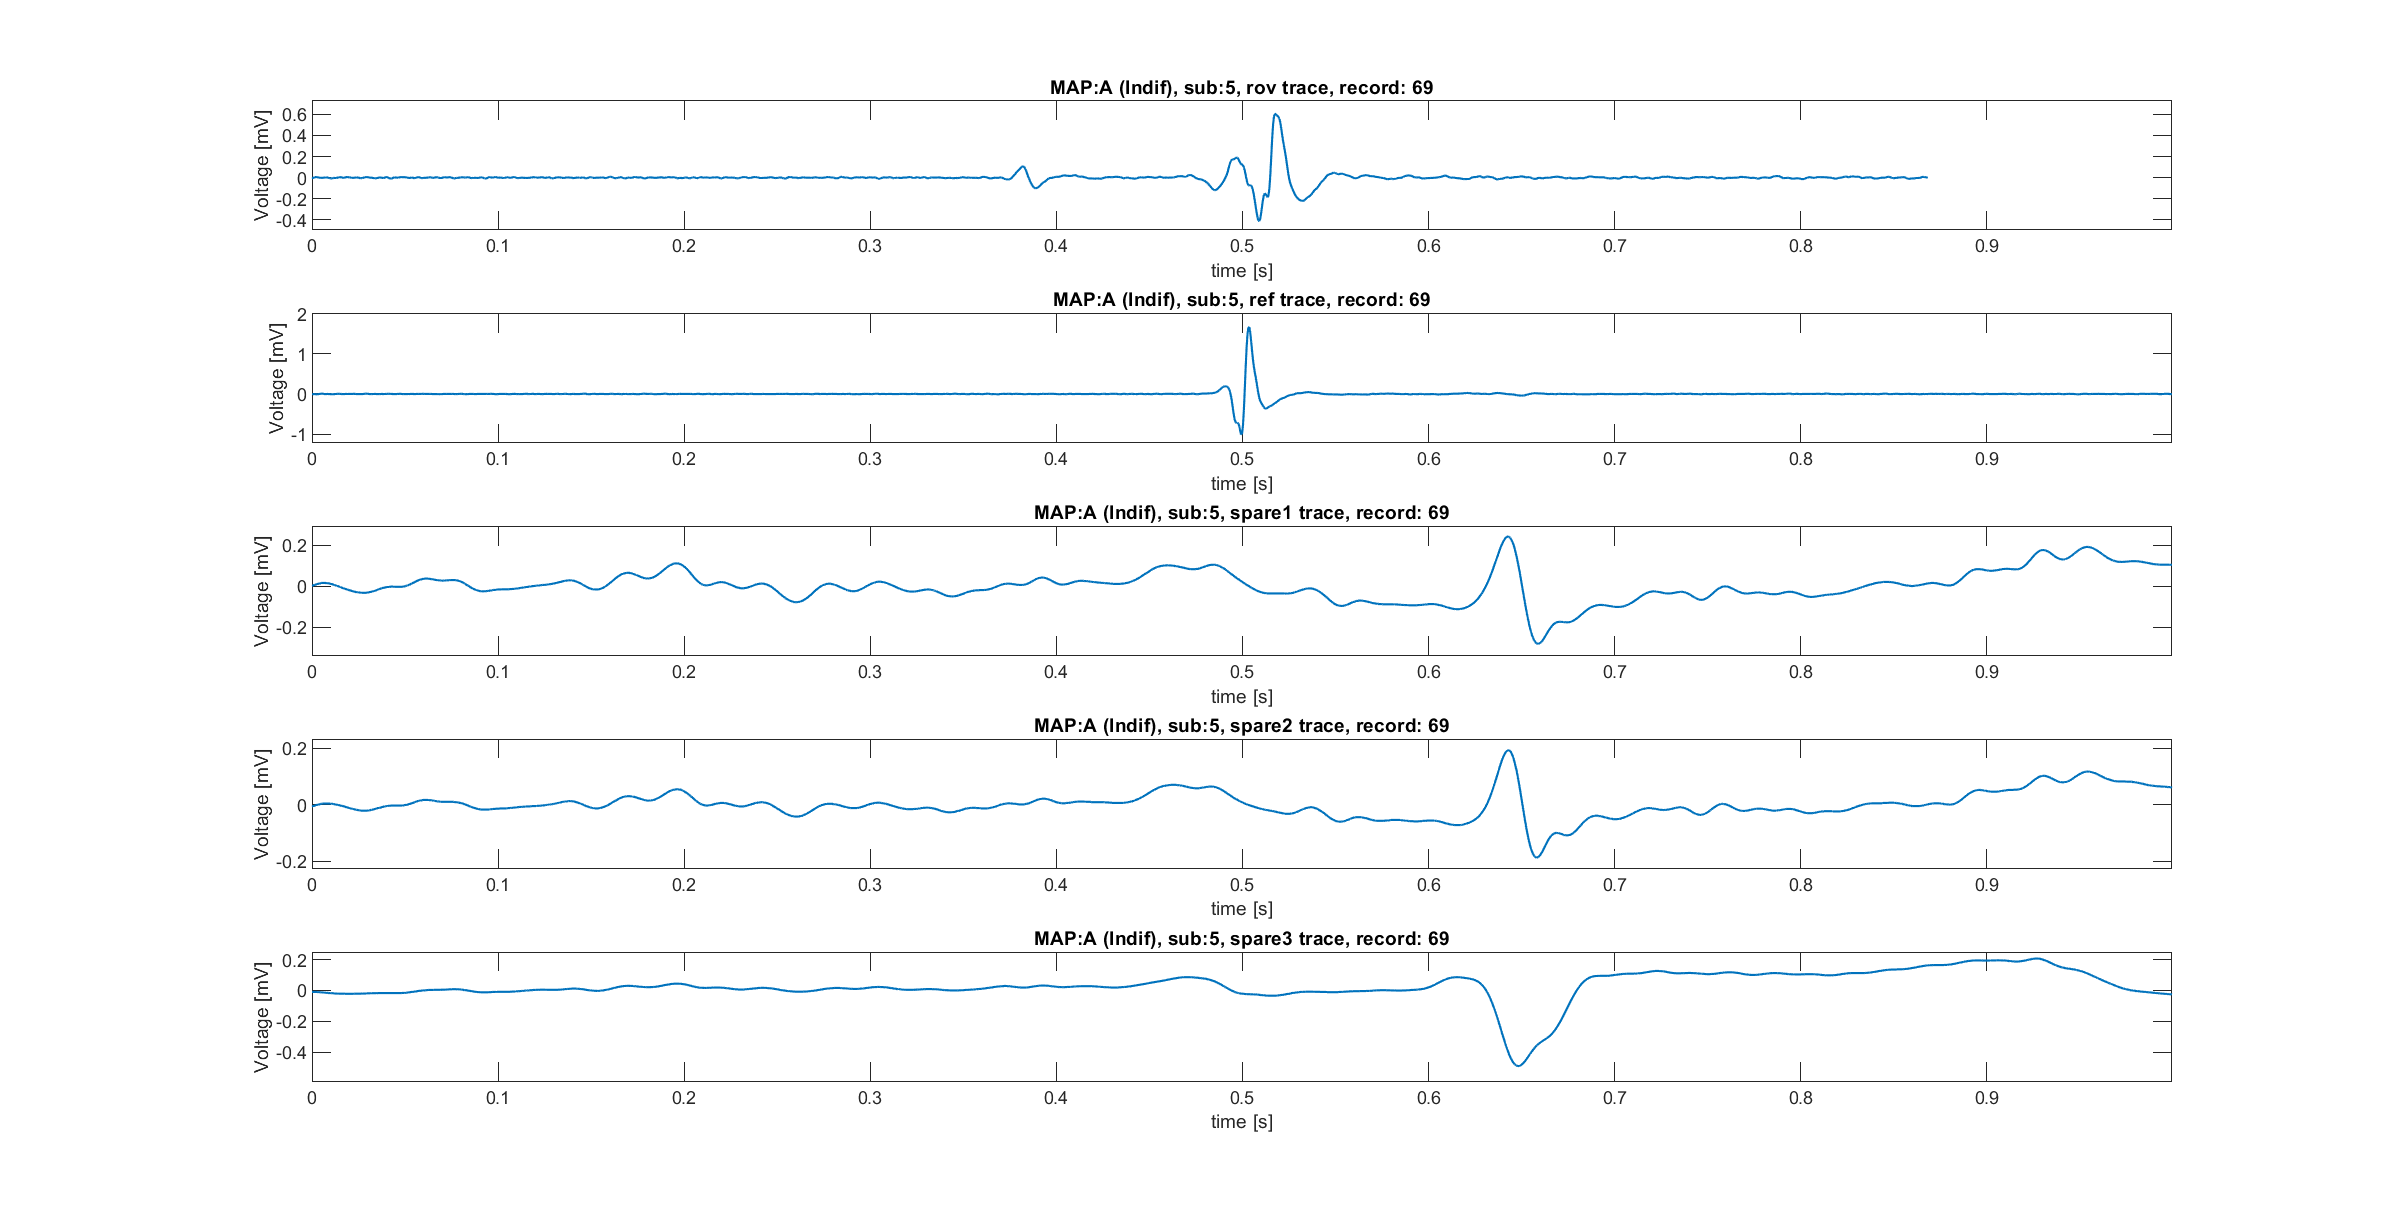 MAP:A (Indif), sub:5, rov trace, record: 69
Voltage [mV]
0.6
0.4
0.2
0
-0.2
-0.4
0 0.1 0.2 0.3 0.4 0.5 0.6 0.7 0.8 0.9
time [s]
MAP:A (Indif), sub:5, ref trace, record: 69
Voltage [mV]
2
1
0
-1
0 0.1 0.2 0.3 0.4 0.5 0.6 0.7 0.8 0.9
time [s]
MAP:A (Indif), sub:5, spare1 trace, record: 69
Voltage [mV]
0.2
0
-0.2
0 0.1 0.2 0.3 0.4 0.5 0.6 0.7 0.8 0.9
time [s]
MAP:A (Indif), sub:5, spare2 trace, record: 69
Voltage [mV]
0.2
0
-0.2
0 0.1 0.2 0.3 0.4 0.5 0.6 0.7 0.8 0.9
time [s]
MAP:A (Indif), sub:5, spare3 trace, record: 69
Voltage [mV]
0.2
0
-0.2
-0.4
0 0.1 0.2 0.3 0.4 0.5 0.6 0.7 0.8 0.9
time [s]